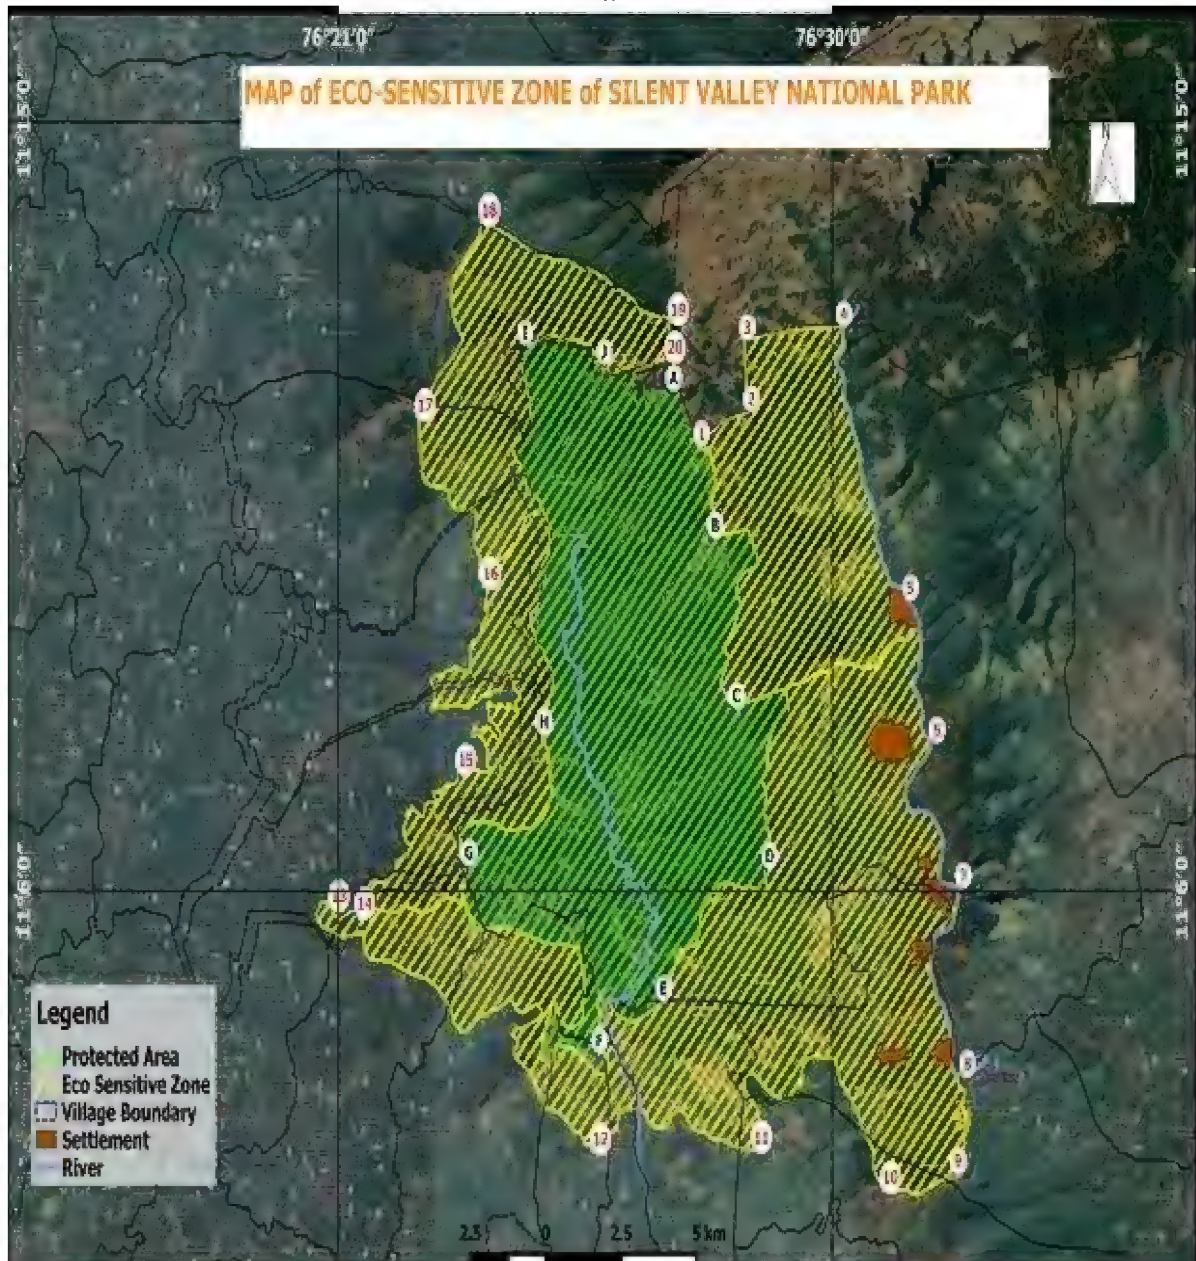 76°21'0" 76°30'0"
MAP of ECO-SENSITIVE ZONE of SILENT VALLEY NATIONAL PARK
11°15'0" 11°15'0"
N
18
19
3 4
I J 20
A
17 2
1
B
16 5
C
H 6
15
G D
7
13 14
11°6'0" 11°6'0"
E
F
8
12 11
10 9
Legend
Protected Area
Eco Sensitive Zone
Village Boundary
Settlement
River
2.5 0 2.5 5 km